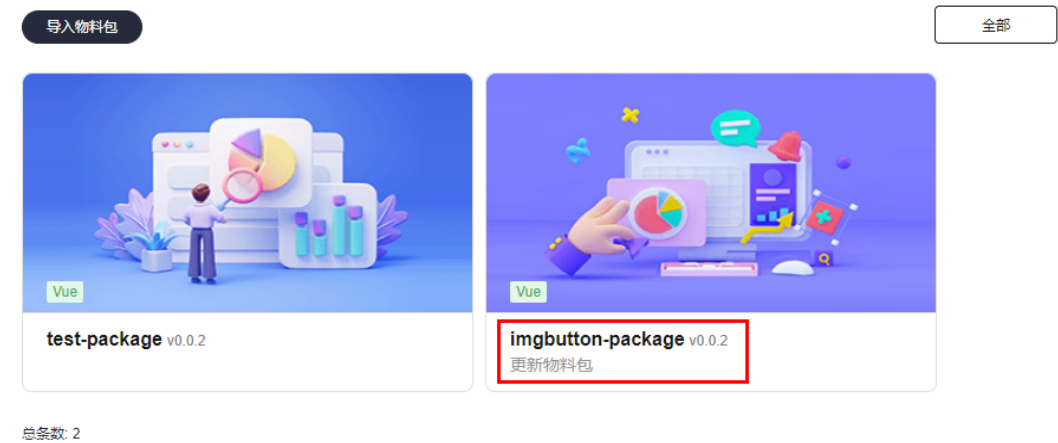 导入物料包
全部
Vue
Vue
test-package v0.0.2
imgbutton-package v0.0.2
更新物料包
总条数: 2